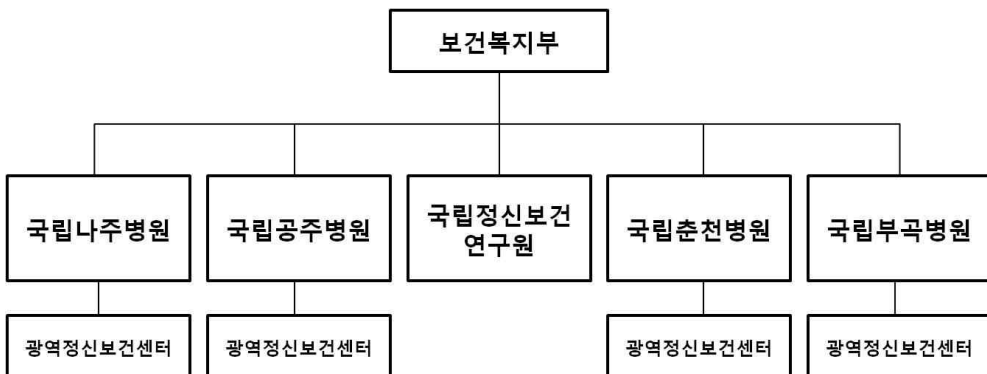 보건복지부
국립나주병원
국립공주병원
국립정신보건
연구원
국립춘천병원
국립부곡병원
광역정신보건센터
광역정신보건센터
광역정신보건센터
광역정신보건센터